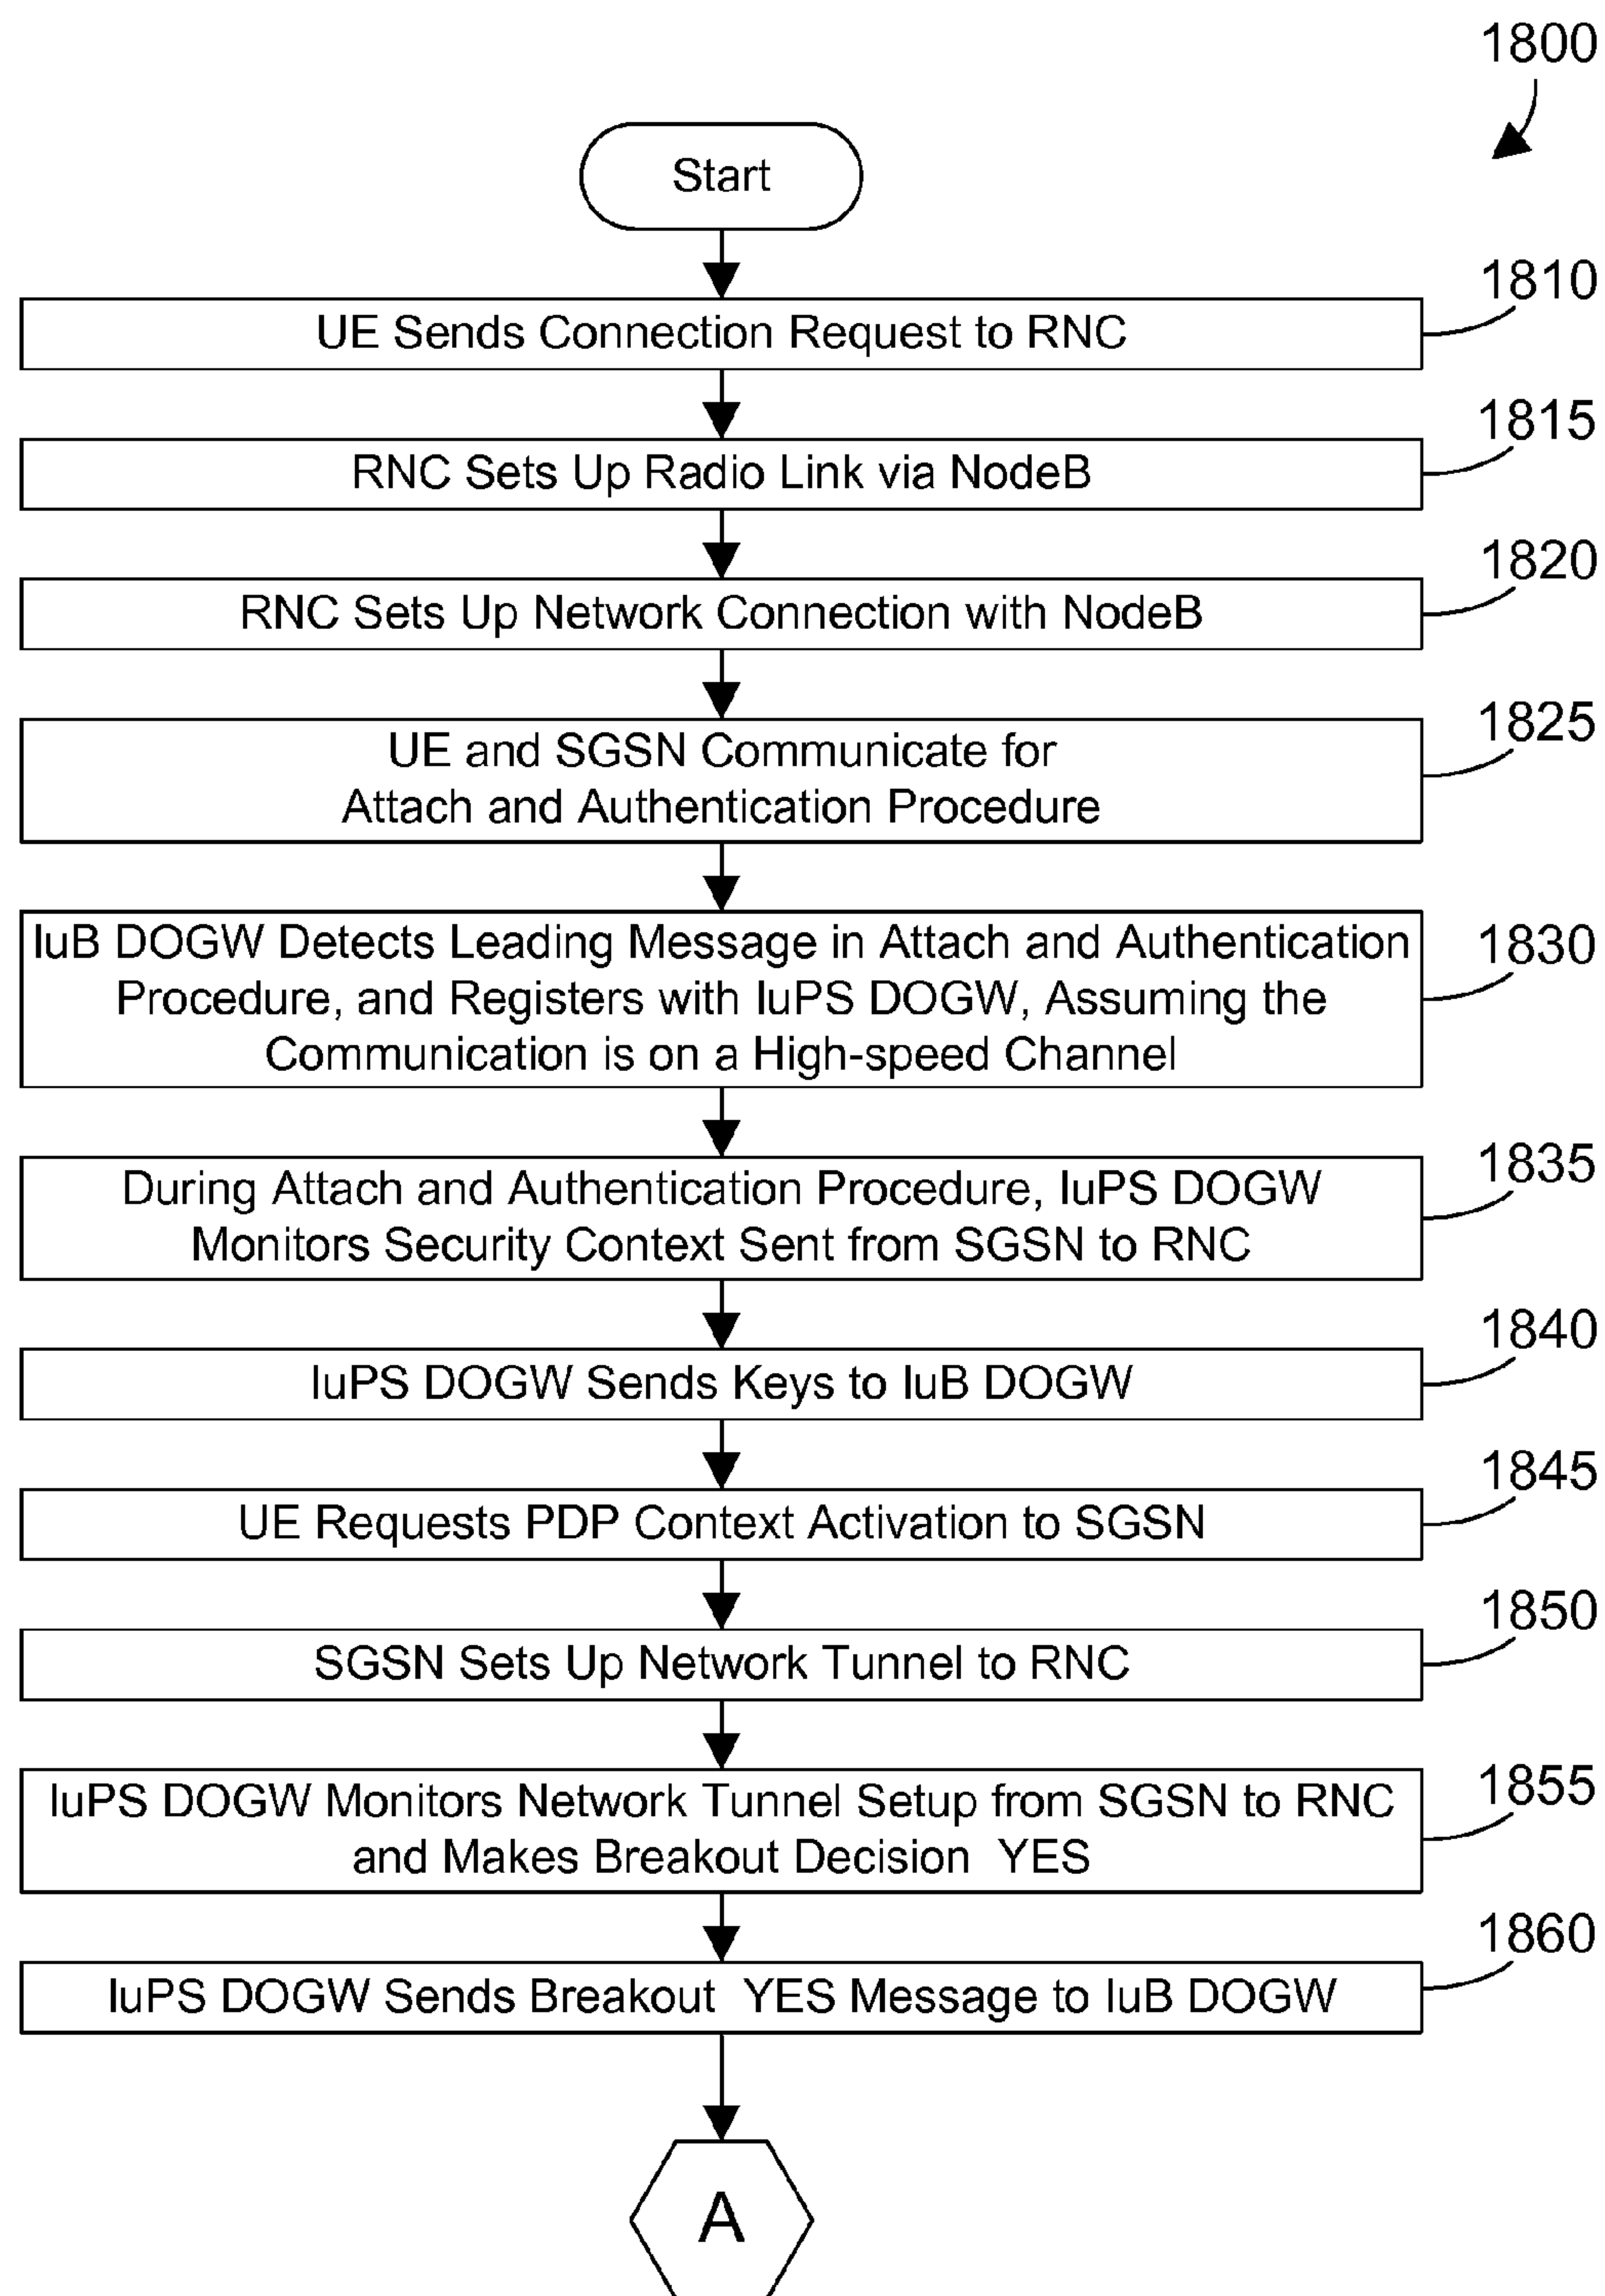 1800
Start
1810
UE Sends Connection Request to RNC
1815
RNC Sets Up Radio Link via NodeB
1820
RNC Sets Up Network Connection with NodeB
1825
UE and SGSN Communicate for
Attach and Authentication Procedure
1830
IuB DOGW Detects Leading Message in Attach and Authentication
Procedure, and Registers with IuPS DOGW, Assuming the
Communication is on a High-speed Channel
1835
During Attach and Authentication Procedure, IuPS DOGW
Monitors Security Context Sent from SGSN to RNC
1840
IuPS DOGW Sends Keys to IuB DOGW
1845
UE Requests PDP Context Activation to SGSN
1850
SGSN Sets Up Network Tunnel to RNC
1855
IuPS DOGW Monitors Network Tunnel Setup from SGSN to RNC
and Makes Breakout Decision YES
1860
IuPS DOGW Sends Breakout YES Message to IuB DOGW
A